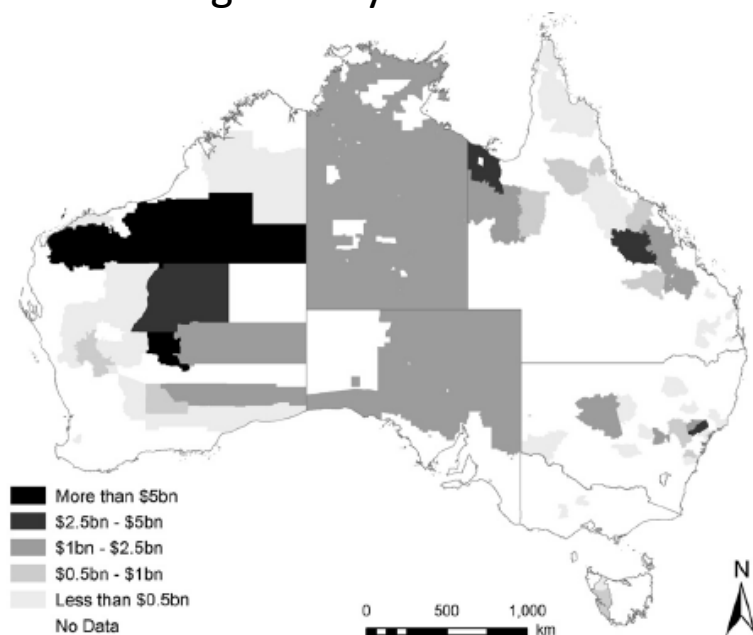 More than $5bn
$2.5bn - $5bn
$1bn - $2.5bn
$0.5bn - $1bn
Less than $0.5bn
No Data
0 500 1,000
km
N